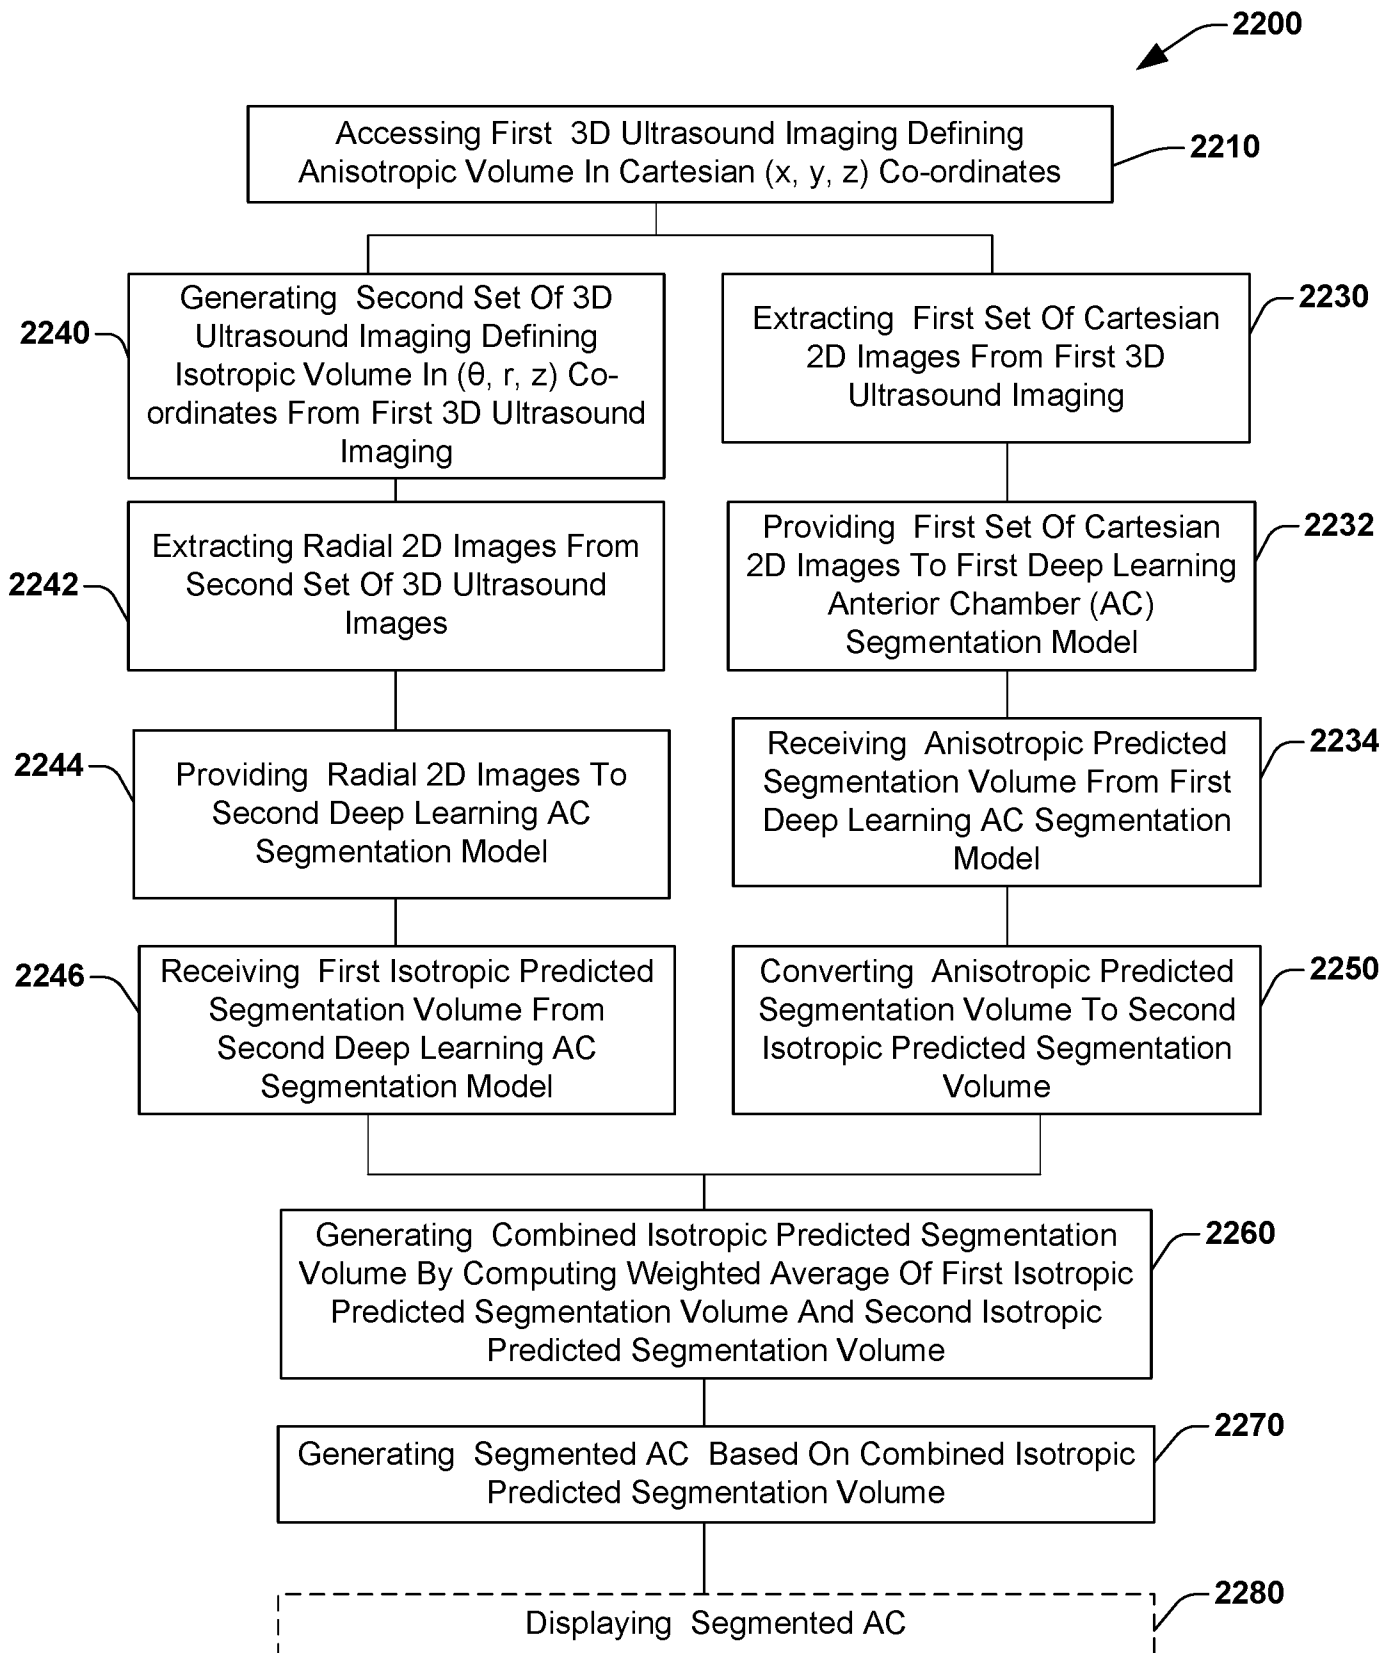 2200
Accessing First 3D Ultrasound Imaging Defining
Anisotropic Volume In Cartesian (x, y, z) Co-ordinates
2210
2240
Generating Second Set Of 3D
Ultrasound Imaging Defining
Isotropic Volume In (θ, r, z) Co-
ordinates From First 3D Ultrasound
Imaging
Extracting First Set Of Cartesian
2D Images From First 3D
Ultrasound Imaging
2230
2242
Extracting Radial 2D Images From
Second Set Of 3D Ultrasound
Images
Providing First Set Of Cartesian
2D Images To First Deep Learning
Anterior Chamber (AC)
Segmentation Model
2232
2244
Providing Radial 2D Images To
Second Deep Learning AC
Segmentation Model
Receiving Anisotropic Predicted
Segmentation Volume From First
Deep Learning AC Segmentation
Model
2234
2246
Receiving First Isotropic Predicted
Segmentation Volume From
Second Deep Learning AC
Segmentation Model
Converting Anisotropic Predicted
Segmentation Volume To Second
Isotropic Predicted Segmentation
Volume
2250
Generating Combined Isotropic Predicted Segmentation
Volume By Computing Weighted Average Of First Isotropic
Predicted Segmentation Volume And Second Isotropic
Predicted Segmentation Volume
2260
Generating Segmented AC Based On Combined Isotropic
Predicted Segmentation Volume
2270
Displaying Segmented AC
2280